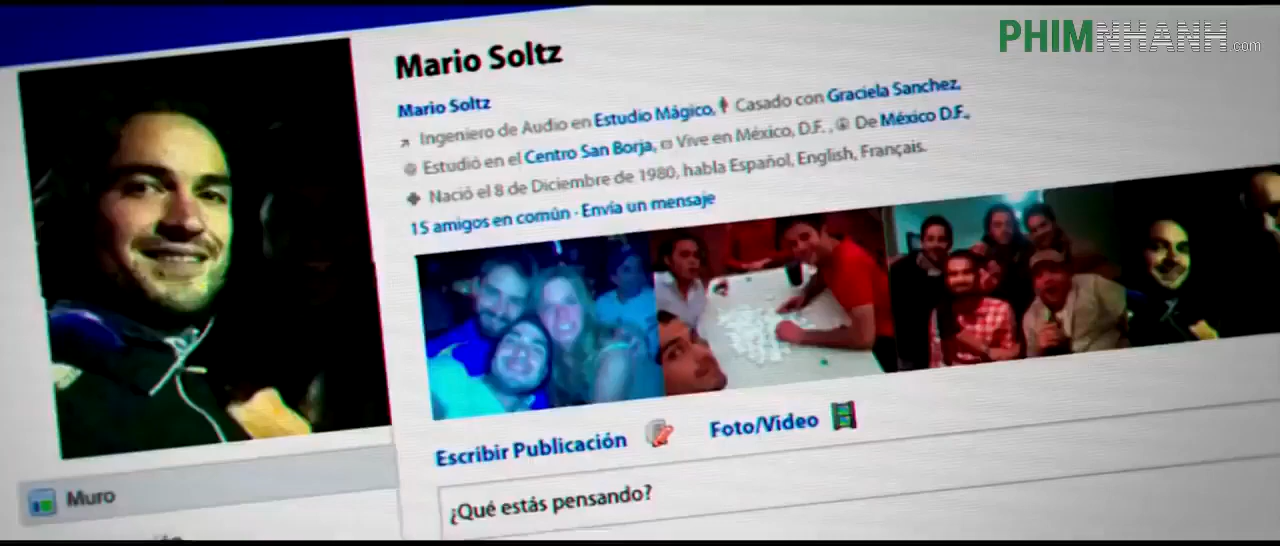 PHIMNHANH.com
Mario Soltz
Mario Soltz
Ingeniero de Audio en Estudio Mágico, Casado con Graciela Sanchez,
Estudió en el Centro San Borja, Vive en México, D.F., De México D.F.,
Nació el 8 de Diciembre de 1980, habla Español, English, Français.
15 amigos en común · Envía un mensaje
Escribir Publicación Foto/Video
Muro
¿Qué estás pensando?